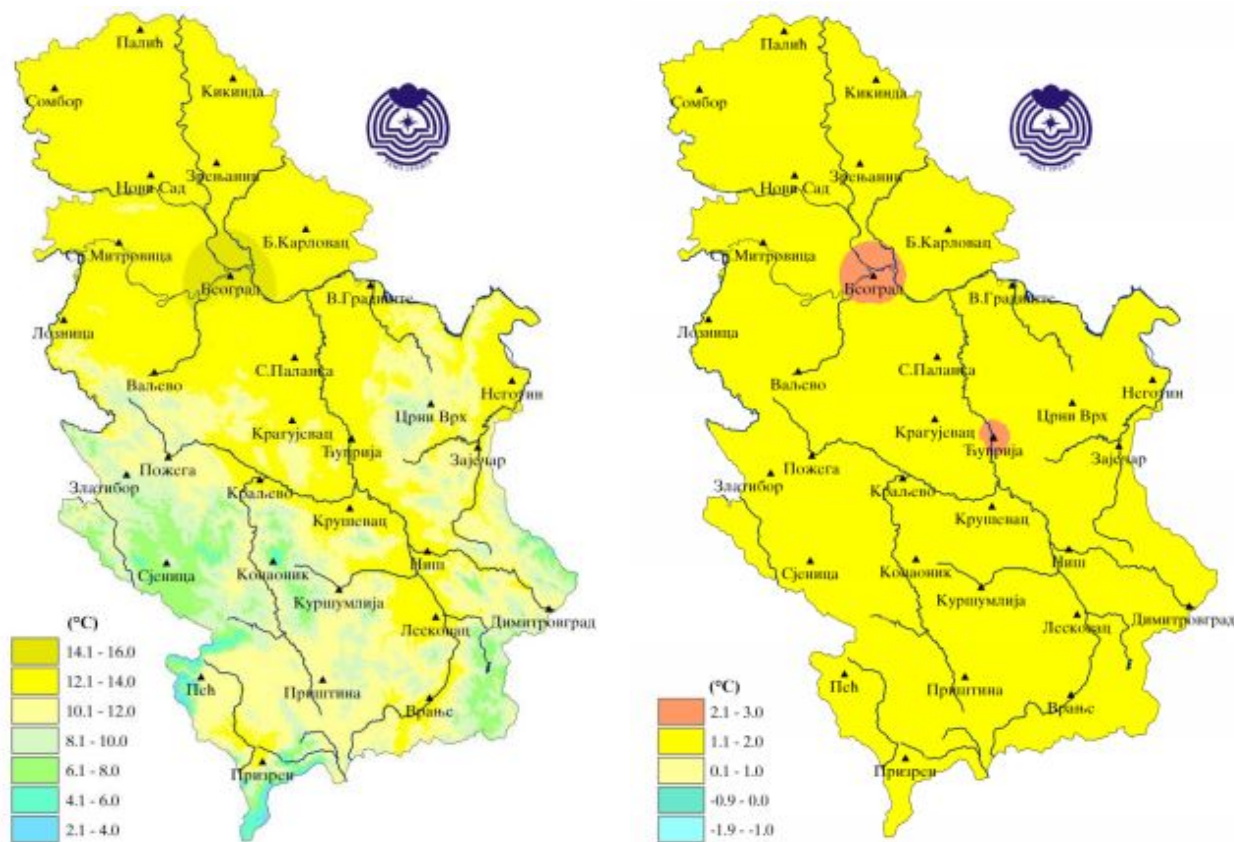 Палић
Сомбор
Кикинда
Зрењанин
Нови Сад
Б.Карловац
Ср.Митровица
Београд
В.Градиште
Лозница
С.Паланка
Ваљево
Неготин
Црни Врх
Крагујевац
Ћуприја
Зајечар
Пожега
Златибор
Краљево
Крушевац
Ниш
Сјеница
Копаоник
Куршумлија
Димитровград
Лесковац
Пећ
Приштина
Врање
Призрен
(°C)
14.1 - 16.0
12.1 - 14.0
10.1 - 12.0
8.1 - 10.0
6.1 - 8.0
4.1 - 6.0
2.1 - 4.0
Палић
Сомбор
Кикинда
Зрењанин
Нови Сад
Б.Карловац
Ср.Митровица
Београд
В.Градиште
Лозница
С.Паланка
Ваљево
Неготин
Црни Врх
Крагујевац
Ћуприја
Зајечар
Пожега
Златибор
Краљево
Крушевац
Ниш
Сјеница
Копаоник
Куршумлија
Димитровград
Лесковац
Пећ
Приштина
Врање
Призрен
(°C)
2.1 - 3.0
1.1 - 2.0
0.1 - 1.0
-0.9 - 0.0
-1.9 - -1.0